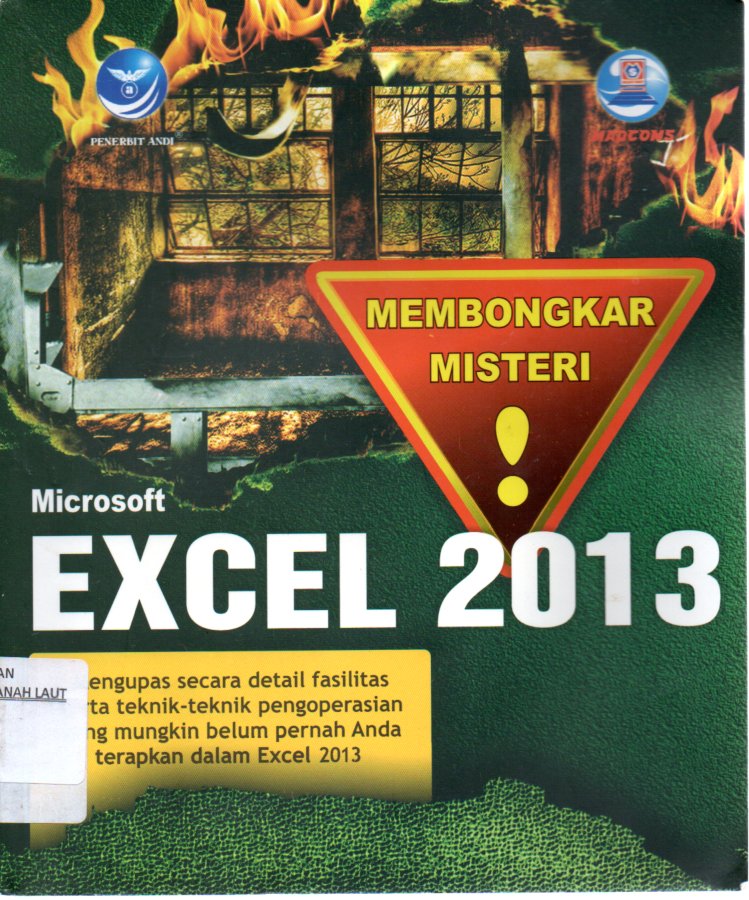 PENERBIT ANDI
MADCOMS
MEMBONGKAR
MISTERI
!
Microsoft
EXCEL 2013
engupas secara detail fasilitas
rta teknik-teknik pengoperasian
ng mungkin belum pernah Anda
terapkan dalam Excel 2013
AN
ANAH LAUT